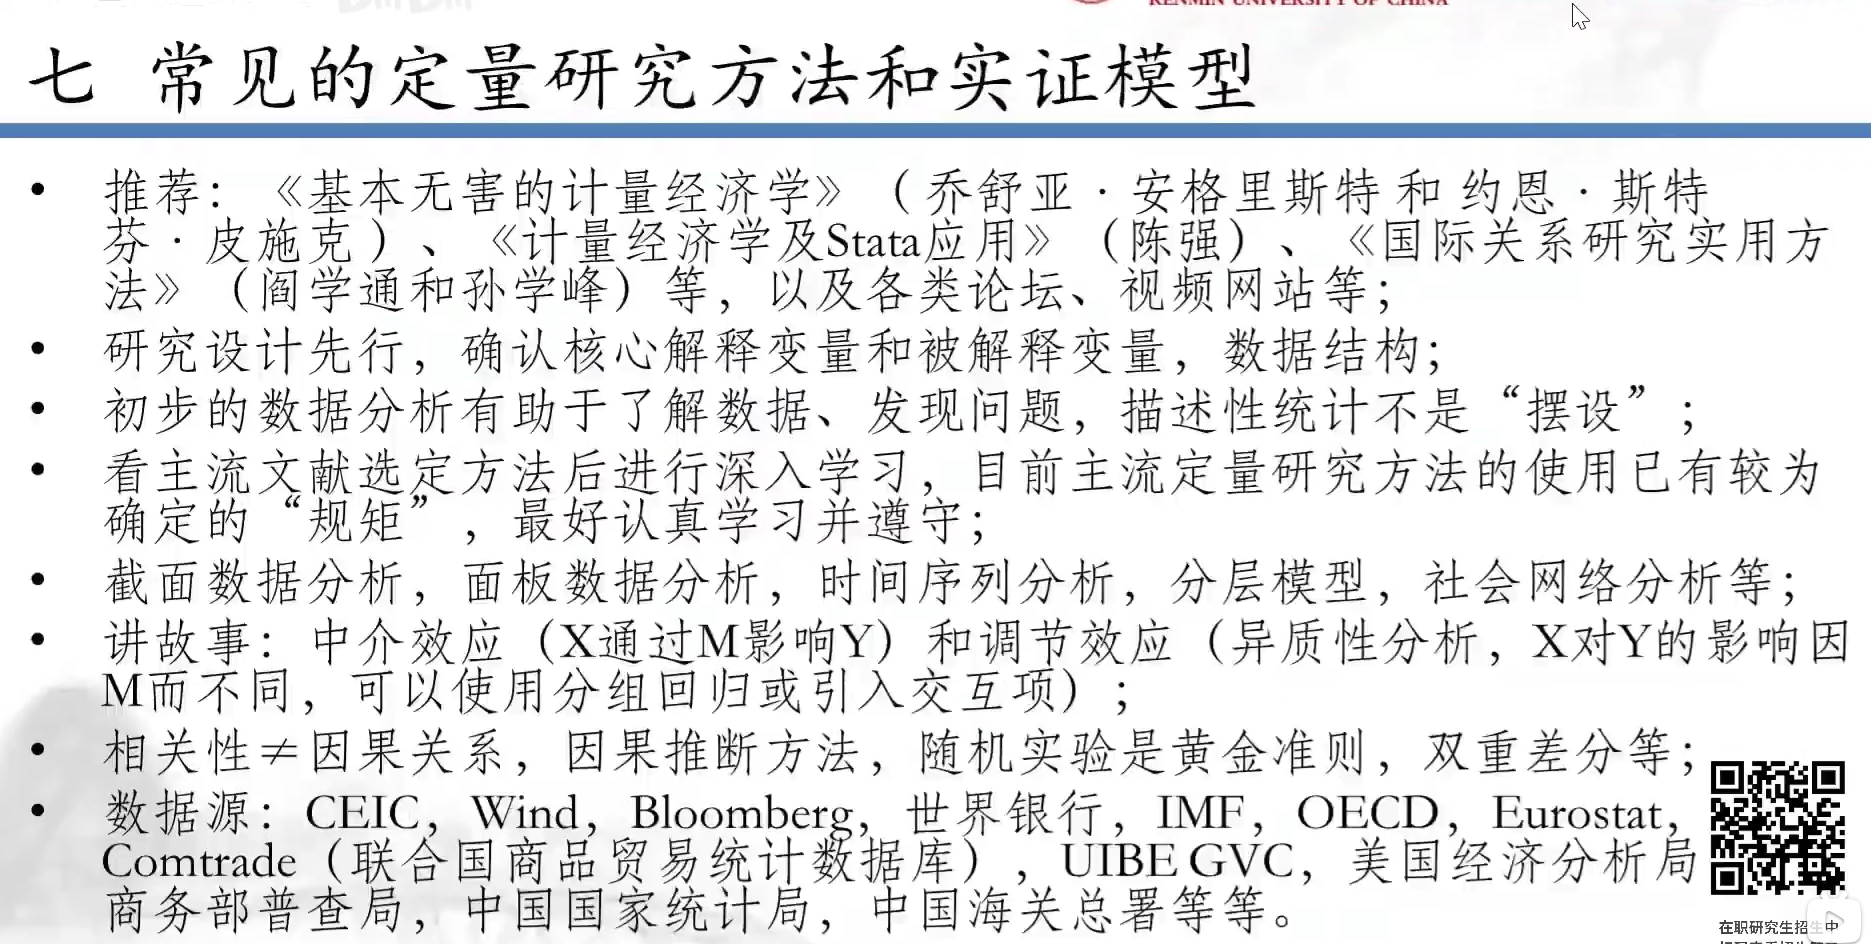 RENMIN UNIVERSITY OF CHINA
七 常见的定量研究方法和实证模型
• 推荐：《基本无害的计量经济学》（ 乔舒亚 · 安格里斯特 和 约恩 · 斯特
芬 · 皮施克 ）、《计量经济学及Stata应用》（陈强）、《国际关系研究实用方
法》（阎学通和孙学峰）等，以及各类论坛、视频网站等；
• 研究设计先行，确认核心解释变量和被解释变量，数据结构；
• 初步的数据分析有助于了解数据、发现问题，描述性统计不是“摆设”；
• 看主流文献选定方法后进行深入学习，目前主流定量研究方法的使用已有较为
确定的“规矩”，最好认真学习并遵守；
• 截面数据分析，面板数据分析，时间序列分析，分层模型，社会网络分析等；
• 讲故事：中介效应（X通过M影响Y）和调节效应（异质性分析，X对Y的影响因
M而不同，可以使用分组回归或引入交互项）；
• 相关性≠因果关系，因果推断方法，随机实验是黄金准则，双重差分等；
• 数据源：CEIC，Wind，Bloomberg，世界银行，IMF，OECD，Eurostat，
Comtrade（联合国商品贸易统计数据库），UIBE GVC，美国经济分析局
商务部普查局，中国国家统计局，中国海关总署等等。
在职研究生招生中